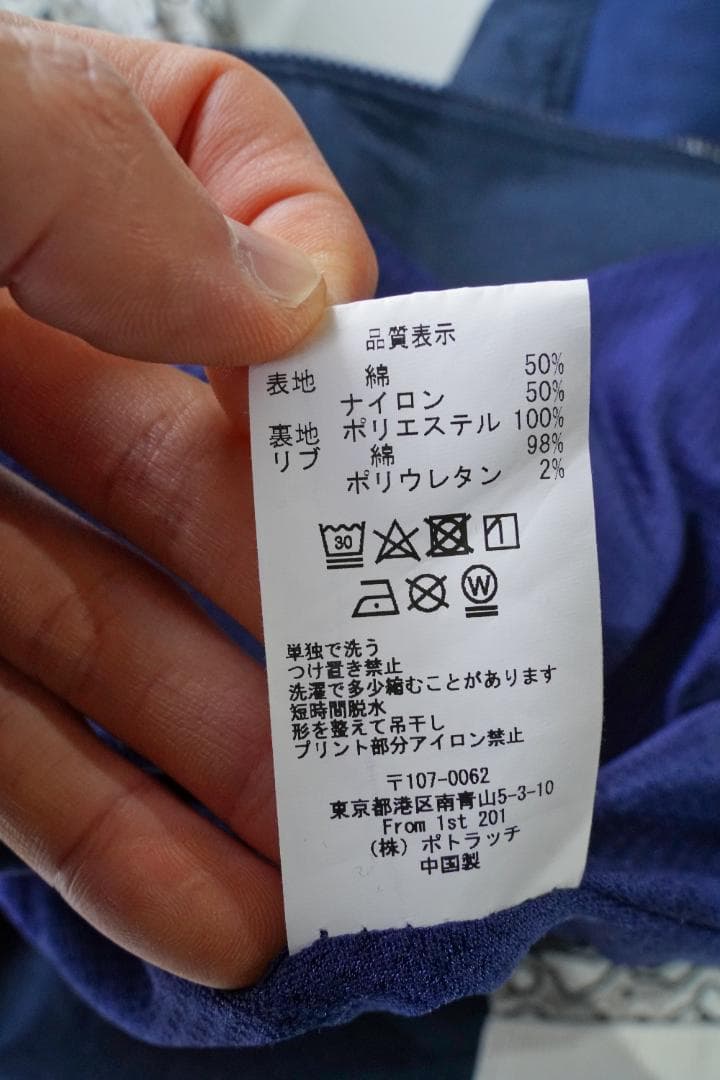 品質表示
表地 綿 50%
ナイロン 50%
裏地 ポリエステル 100%
リブ 綿 98%
ポリウレタン 2%
30
W
単独で洗う
つけ置き禁止
洗濯で多少縮むことがあります
短時間脱水
形を整えて吊干し
プリント部分アイロン禁止
〒107-0062
東京都港区南青山5-3-10
From 1st 201
(株) ポトラッチ
中国製